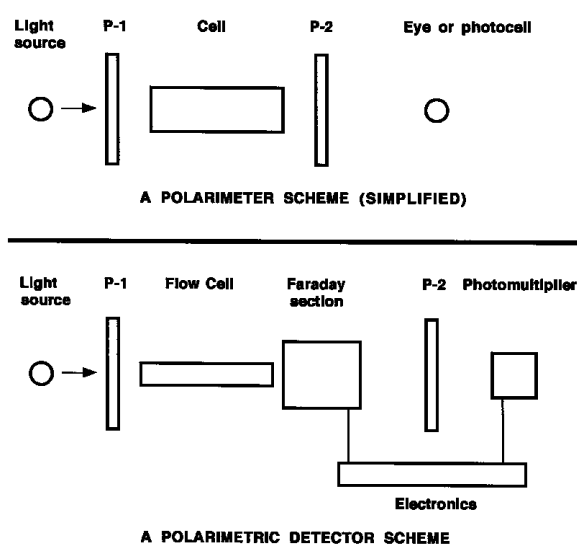 Light source P-1 Cell P-2 Eye or photocell
A POLARIMETER SCHEME (SIMPLIFIED)
Light source P-1 Flow Cell Faraday section P-2 Photomultiplier
Electronics
A POLARIMETRIC DETECTOR SCHEME